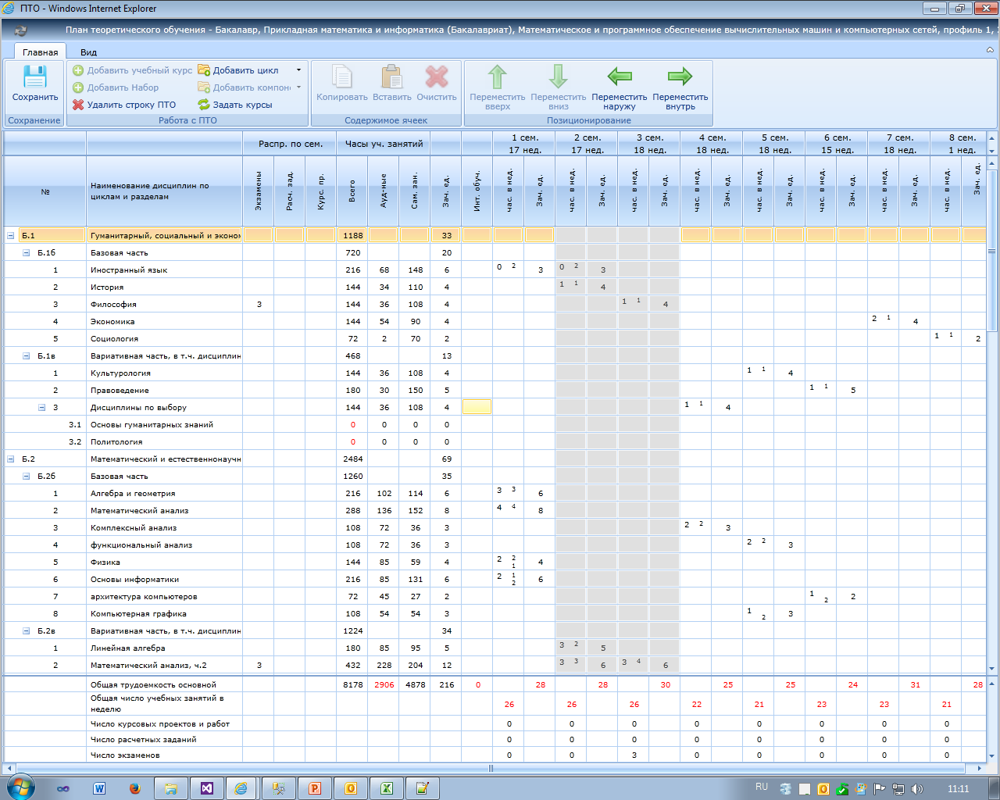 ПТО - Windows Internet Explorer
План теоретического обучения - Бакалавр, Прикладная математика и информатика (Бакалавриат), Математическое и программное обеспечение вычислительных машин и компьютерных сетей, профиль 1,
Главная Вид
Сохранить
Сохранение
Добавить учебный курс Добавить цикл
Добавить Набор Добавить компон
Удалить строку ПТО Задать курсы
Работа с ПТО
Копировать Вставить Очистить
Содержимое ячеек
Переместить вверх Переместить вниз Переместить наружу Переместить внутрь
Позиционирование
Распр. по сем. Часы уч. занятий 1 сем. 2 сем. 3 сем. 4 сем. 5 сем. 6 сем. 7 сем. 8 сем.
17 нед. 17 нед. 18 нед. 18 нед. 18 нед. 15 нед. 18 нед. 1 нед.
№ Наименование дисциплин по циклам и разделам Экзамены Расч. зад. Курс. пр. Всего Ауд-ные Сам. зан. Зач. ед. Инт. обуч. час. в нед. Зач. ед. час. в нед. Зач. ед. час. в нед. Зач. ед. час. в нед. Зач. ед. час. в нед. Зач. ед. час. в нед. Зач. ед. час. в нед. Зач. ед. час. в нед. Зач. ед.
Б.1 Гуманитарный, социальный и эконом 1188 33
Б.1б Базовая часть 720 20
1 Иностранный язык 216 68 148 6 0 2 3 0 2 3
2 История 144 34 110 4 1 1 4
3 Философия 3 144 36 108 4 1 1 4
4 Экономика 144 54 90 4 2 1 4
5 Социология 72 2 70 2 1 1 2
Б.1в Вариативная часть, в т.ч. дисциплин 468 13
1 Культурология 144 36 108 4 1 1 4
2 Правоведение 180 30 150 5 1 1 5
3 Дисциплины по выбору 144 36 108 4 1 1 4
3.1 Основы гуманитарных знаний 0 0 0 0
3.2 Политология 0 0 0 0
Б.2 Математический и естественнонаучн 2484 69
Б.2б Базовая часть 1260 35
1 Алгебра и геометрия 216 102 114 6 3 3 6
2 Математический анализ 288 136 152 8 4 4 8
3 Комплексный анализ 108 72 36 3 2 2 3
4 функциональный анализ 108 72 36 3 2 2 3
5 Физика 144 85 59 4 2 2 1 4
6 Основы информатики 216 85 131 6 2 1 2 6
7 архитектура компьютеров 72 45 27 2 1 2 2
8 Компьютерная графика 108 54 54 3 1 2 3
Б.2в Вариативная часть, в т.ч. дисциплин 1224 34
1 Линейная алгебра 180 85 95 5 3 2 5
2 Математический анализ, ч.2 3 432 228 204 12 3 3 6 3 4 6
Общая трудоемкость основной 8178 2906 4878 216 0 28 28 30 25 25 24 31 28
Общая число учебных занятий в неделю 26 26 26 22 21 23 23 21
Число курсовых проектов и работ 0 0 0 0 0 0 0 0
Число расчетных заданий 0 0 0 0 0 0 0 0
Число экзаменов 0 0 3 0 0 0 0 0
RU 11:11